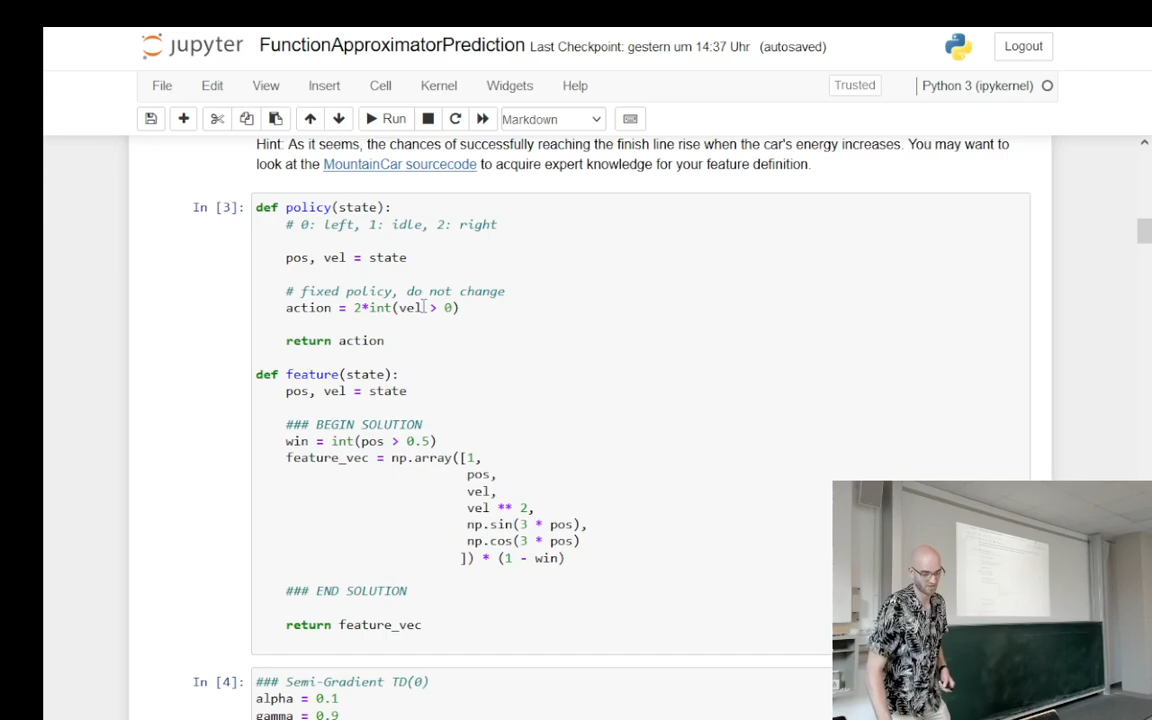 jupyter FunctionApproximatorPrediction Last Checkpoint: gestern um 14:37 Uhr (autosaved)
Logout
File Edit View Insert Cell Kernel Widgets Help
Trusted
Python 3 (ipykernel)
Run
Markdown
Hint: As it seems, the chances of successfully reaching the finish line rise when the car's energy increases. You may want to
look at the MountainCar sourcecode to acquire expert knowledge for your feature definition.
In [3]:
def policy(state):
# 0: left, 1: idle, 2: right
pos, vel = state
# fixed policy, do not change
action = 2*int(vel > 0)
return action
def feature(state):
pos, vel = state
### BEGIN SOLUTION
win = int(pos > 0.5)
feature_vec = np.array([1,
pos,
vel,
vel ** 2,
np.sin(3 * pos),
np.cos(3 * pos)
]) * (1 - win)
### END SOLUTION
return feature_vec
In [4]:
### Semi-Gradient TD(0)
alpha = 0.1
gamma = 0.9